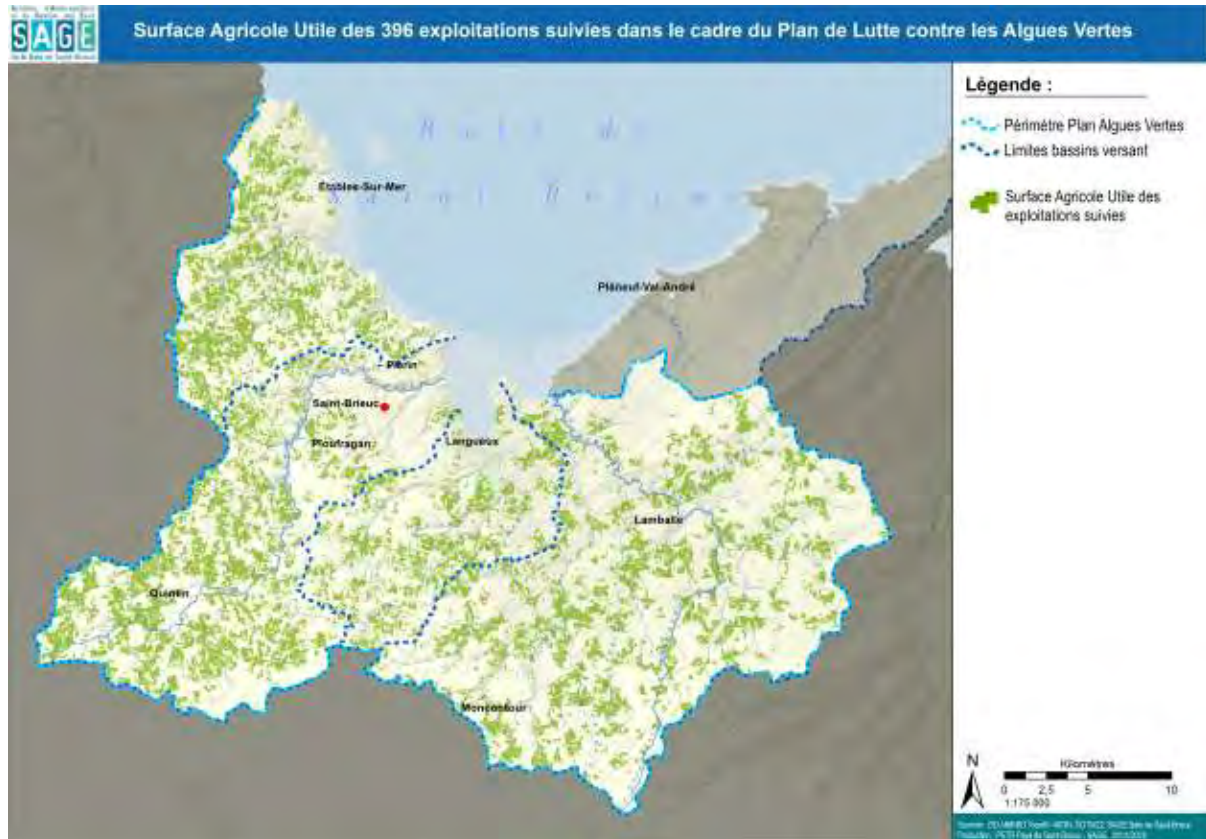 SAGE
Surface Agricole Utile des 396 exploitations suivies dans le cadre du Plan de Lutte contre les Algues Vertes
Légende :
Périmètre Plan Algues Vertes
Limites bassins versant
Surface Agricole Utile des
exploitations suivies
Etables-Sur-Mer
Pléneuf-Val-André
Plérin
Saint-Brieuc
Ploufragan
Langueux
Lamballe
Quintin
Moncontour
N
Kilomètres
0 2,5 5 10
1:175 000